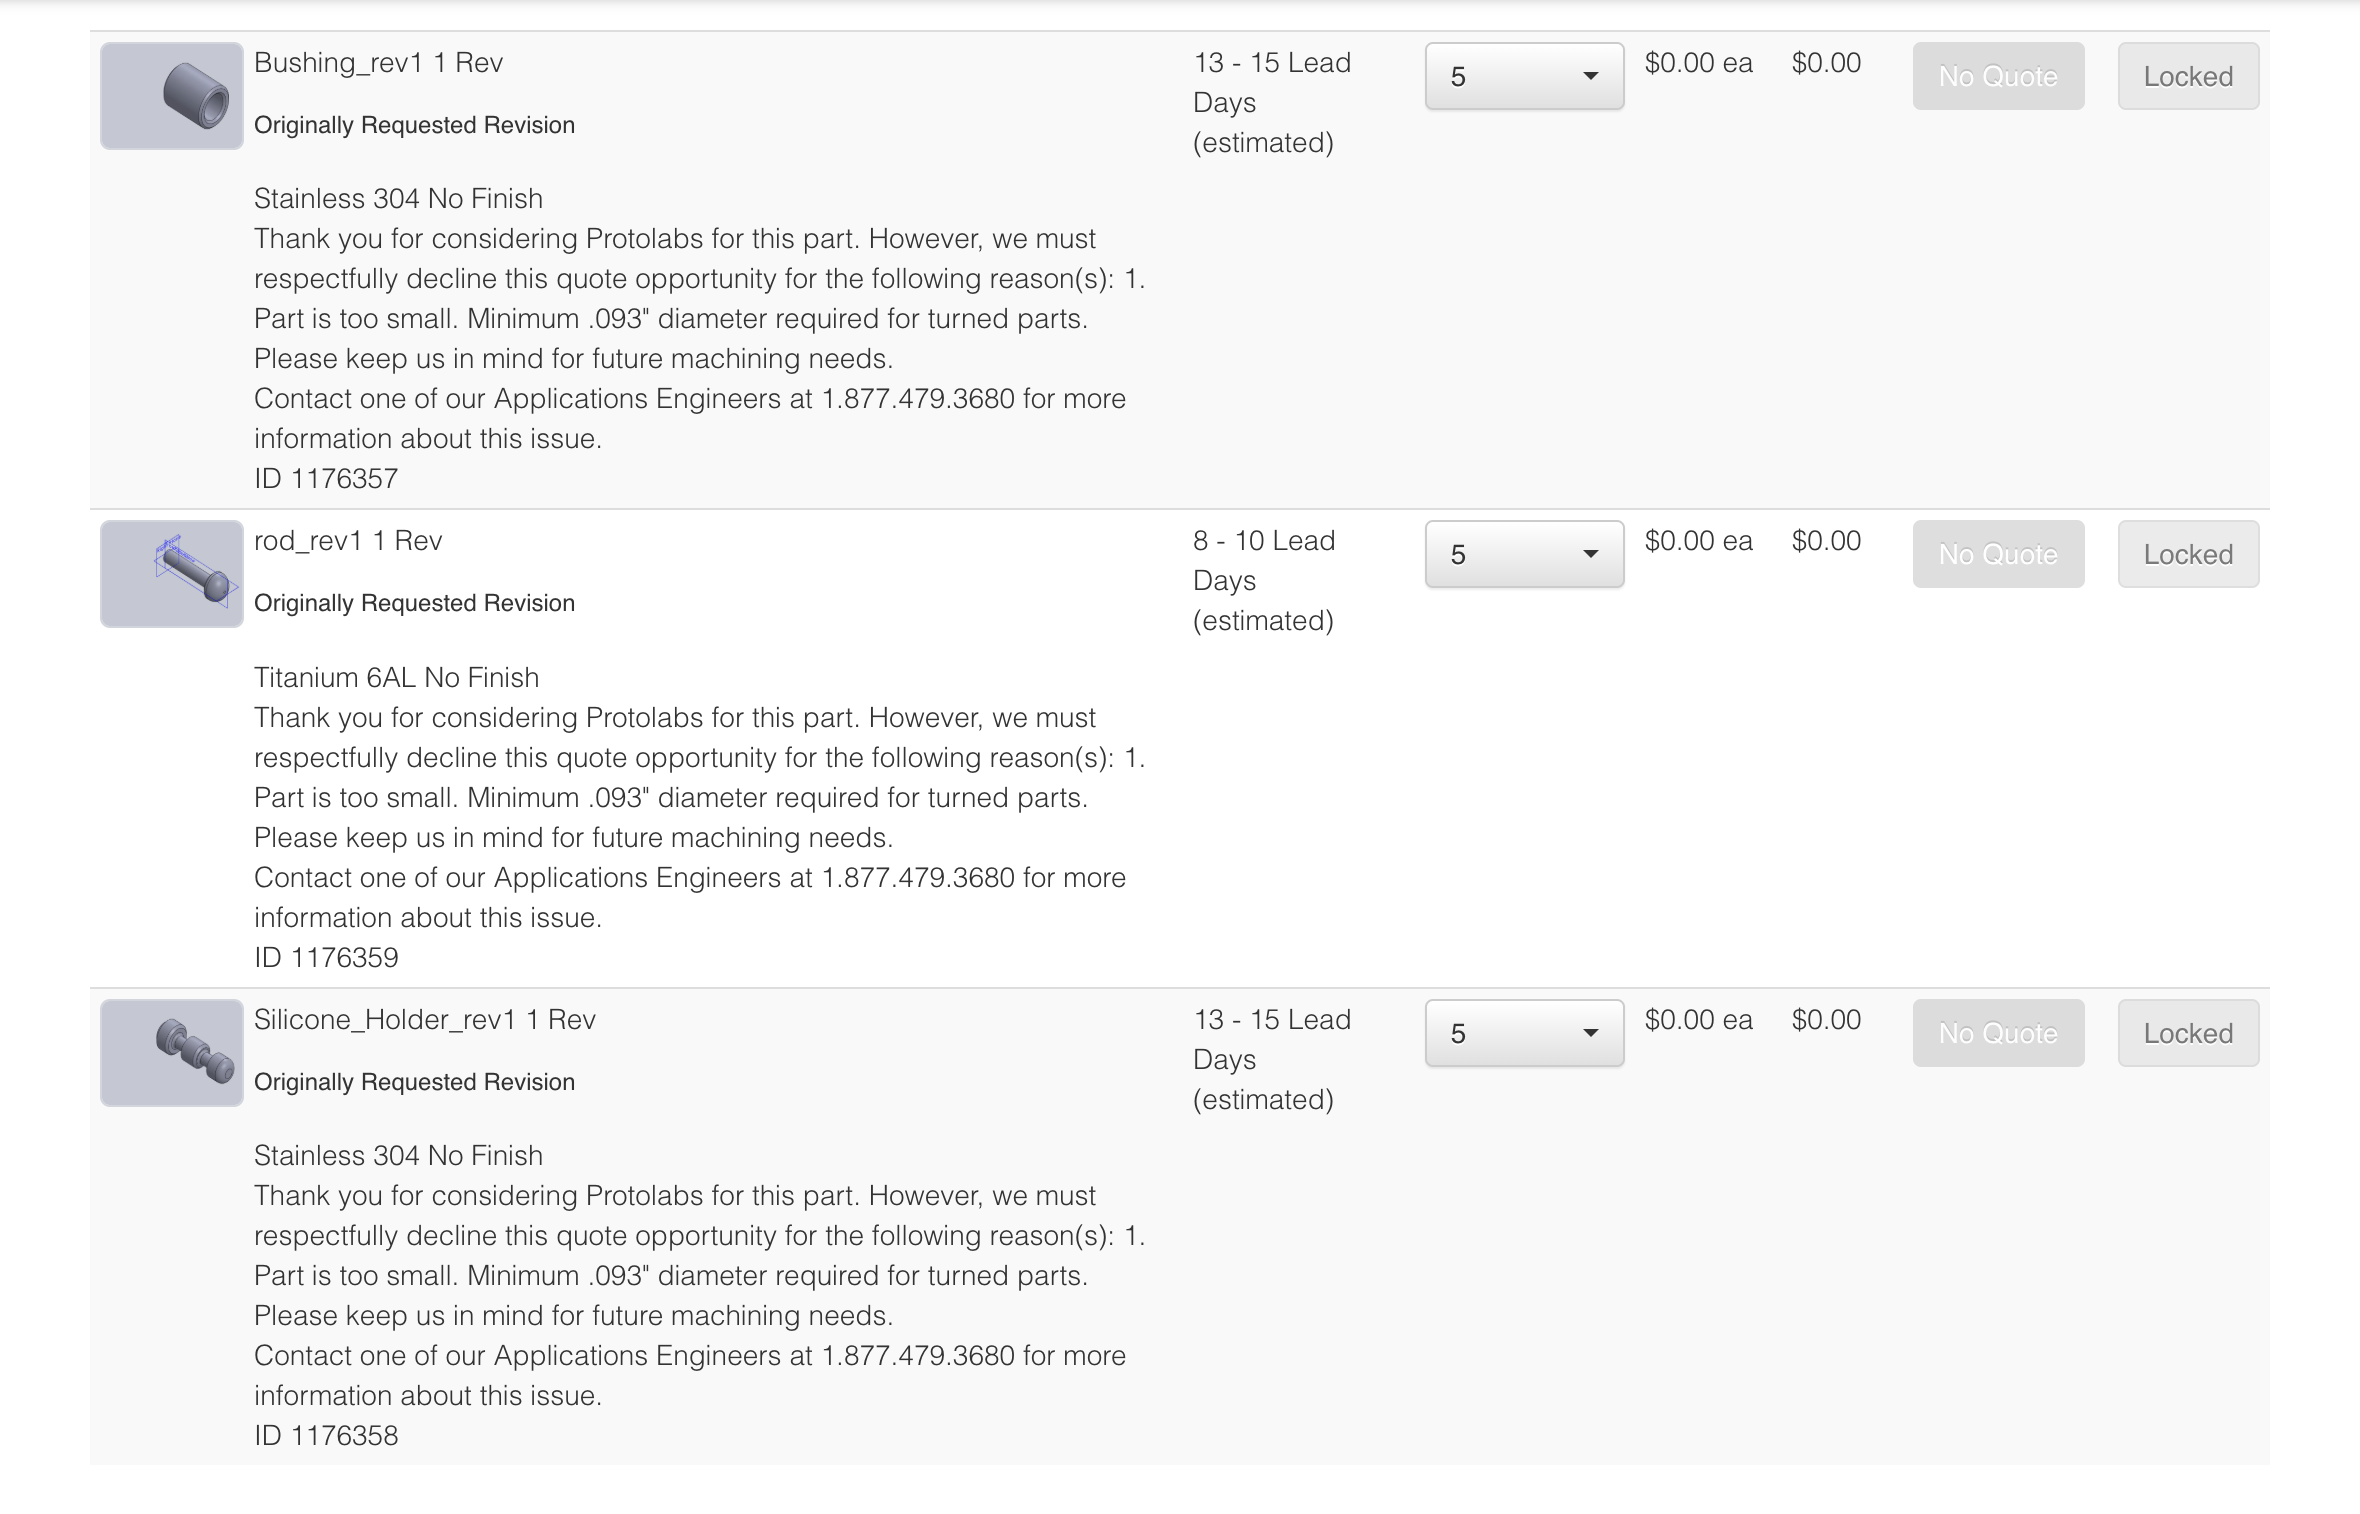 Bushing_rev1 1 Rev
Originally Requested Revision
Stainless 304 No Finish
Thank you for considering Protolabs for this part. However, we must
respectfully decline this quote opportunity for the following reason(s): 1.
Part is too small. Minimum .093" diameter required for turned parts.
Please keep us in mind for future machining needs.
Contact one of our Applications Engineers at 1.877.479.3680 for more
information about this issue.
ID 1176357
13 - 15 Lead
Days
(estimated)
5
$0.00 ea
$0.00
No Quote
Locked
rod_rev1 1 Rev
Originally Requested Revision
Titanium 6AL No Finish
Thank you for considering Protolabs for this part. However, we must
respectfully decline this quote opportunity for the following reason(s): 1.
Part is too small. Minimum .093" diameter required for turned parts.
Please keep us in mind for future machining needs.
Contact one of our Applications Engineers at 1.877.479.3680 for more
information about this issue.
ID 1176359
8 - 10 Lead
Days
(estimated)
5
$0.00 ea
$0.00
No Quote
Locked
Silicone_Holder_rev1 1 Rev
Originally Requested Revision
Stainless 304 No Finish
Thank you for considering Protolabs for this part. However, we must
respectfully decline this quote opportunity for the following reason(s): 1.
Part is too small. Minimum .093" diameter required for turned parts.
Please keep us in mind for future machining needs.
Contact one of our Applications Engineers at 1.877.479.3680 for more
information about this issue.
ID 1176358
13 - 15 Lead
Days
(estimated)
5
$0.00 ea
$0.00
No Quote
Locked